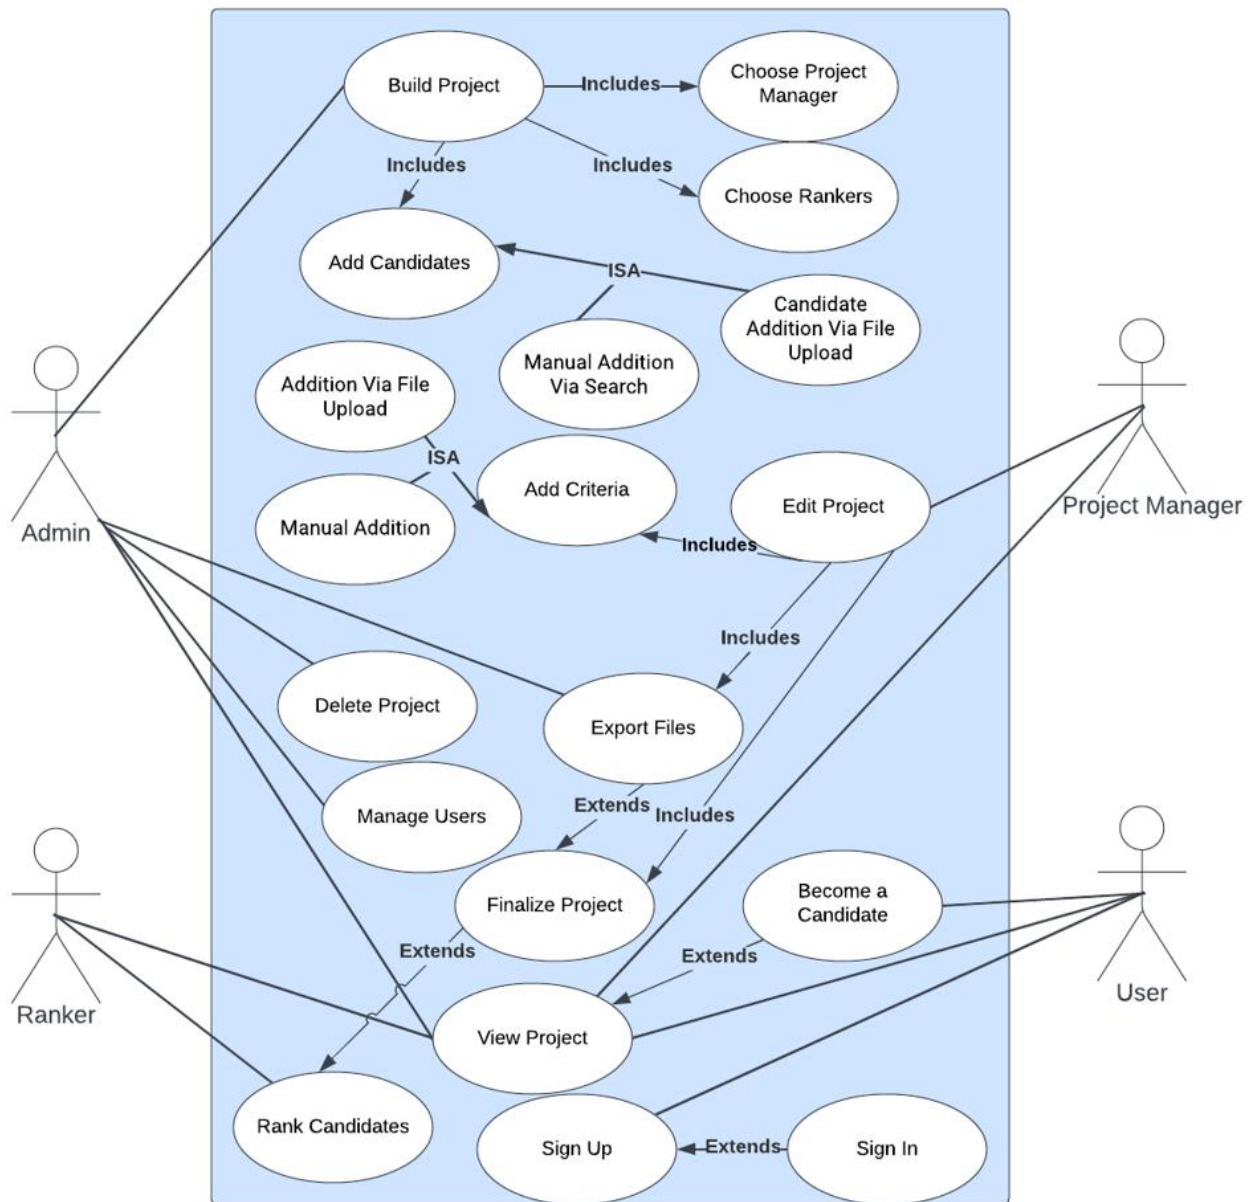 Build Project
Includes
Choose Project
Manager
Includes
Includes
Choose Rankers
Add Candidates
ISA
Candidate
Addition Via File
Upload
Manual Addition
Via Search
Addition Via File
Upload
ISA
Add Criteria
Edit Project
Manual Addition
Includes
Admin
Project Manager
Includes
Delete Project
Export Files
Extends
Includes
Manage Users
Finalize Project
Become a
Candidate
Extends
Extends
Ranker
User
View Project
Rank Candidates
Sign Up
Extends
Sign In